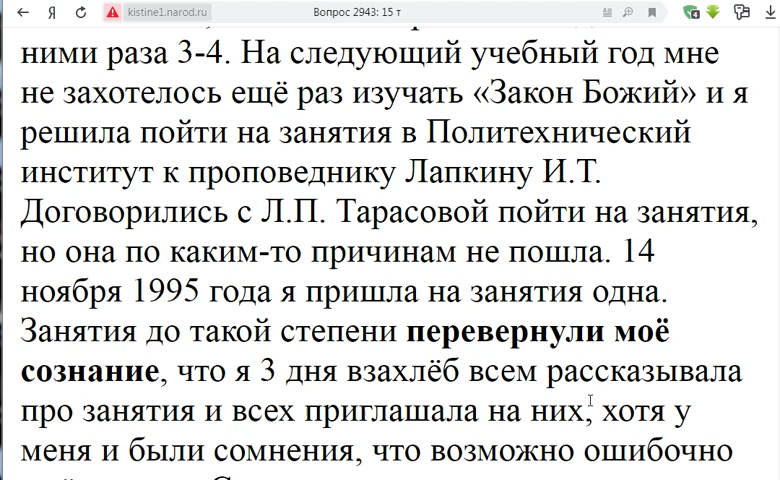 kistine1.narod.ru
Вопрос 2943: 15 т
4
ними раза 3-4. На следующий учебный год мне
не захотелось ещё раз изучать «Закон Божий» и я
решила пойти на занятия в Политехнический
институт к проповеднику Лапкину И.Т.
Договорились с Л.П. Тарасовой пойти на занятия,
но она по каким-то причинам не пошла. 14
ноября 1995 года я пришла на занятия одна.
Занятия до такой степени перевернули моё
сознание, что я 3 дня взахлёб всем рассказывала
про занятия и всех приглашала на них, хотя у
меня и были сомнения, что возможно ошибочно